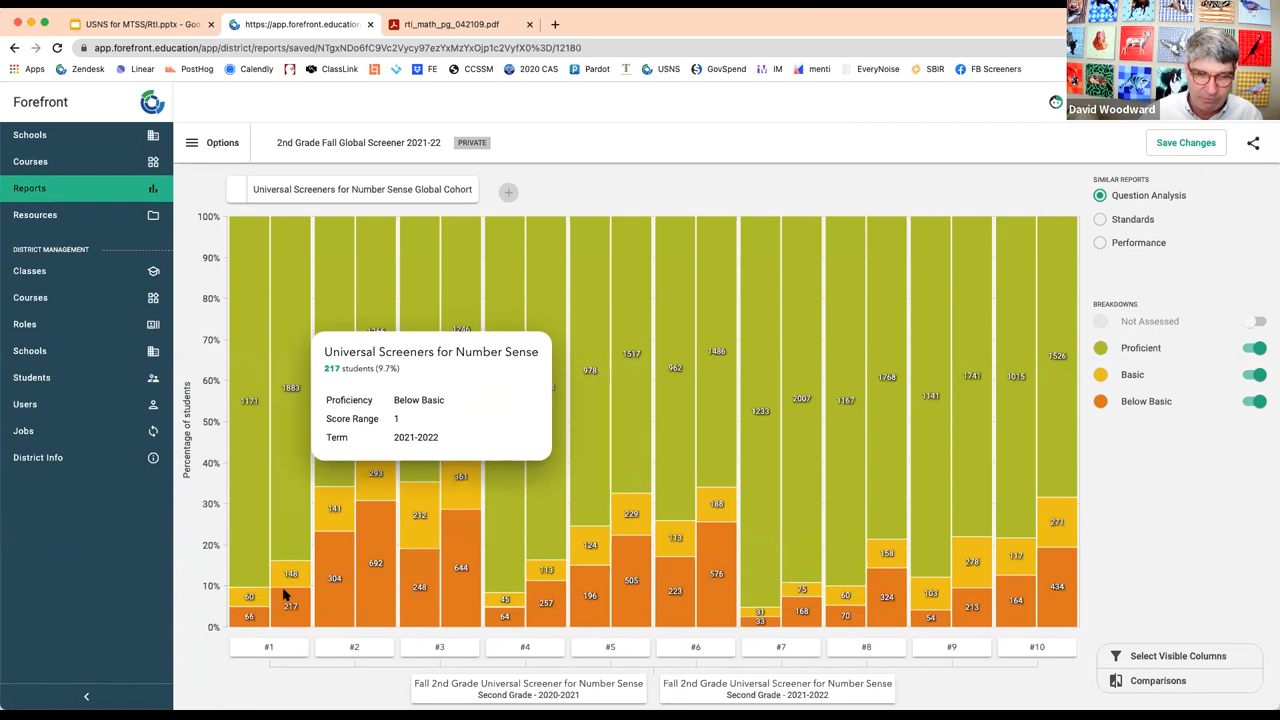 USNS for MTSS/RtI.pptx - Goo
https://app.forefront.education
rti_math_pg_042109.pdf
app.forefront.education/app/district/reports/saved/NTgxNDo6fC9Vc2Vycy97ezYxMzYxOjp1c2VyfX0%3D/12180
Apps
Zendesk
Linear
PostHog
Calendly
ClassLink
FE
CCSSM
2020 CAS
Pardot
USNS
GovSpend
IM
menti
EveryNoise
SBIR
FB Screeners
David Woodward
Forefront
Schools
Courses
Reports
Resources
DISTRICT MANAGEMENT
Classes
Courses
Roles
Schools
Students
Users
Jobs
District Info
Options
2nd Grade Fall Global Screener 2021-22
PRIVATE
Save Changes
Universal Screeners for Number Sense Global Cohort
SIMILAR REPORTS
Question Analysis
Standards
Performance
BREAKDOWNS
Not Assessed
Proficient
Basic
Below Basic
Percentage of students
100%
90%
80%
70%
60%
50%
40%
30%
20%
10%
0%
1171
60
66
1883
148
217
141
304
293
692
212
248
1246
361
644
45
64
113
257
978
124
196
1517
229
505
962
113
223
1486
188
576
1233
31
33
2007
75
168
1167
60
70
1768
158
324
1141
103
54
1741
278
213
1015
117
164
1526
271
434
Universal Screeners for Number Sense
217 students (9.7%)
Proficiency Below Basic
Score Range 1
Term 2021-2022
#1
#2
#3
#4
#5
#6
#7
#8
#9
#10
Fall 2nd Grade Universal Screener for Number Sense
Second Grade - 2020-2021
Fall 2nd Grade Universal Screener for Number Sense
Second Grade - 2021-2022
Select Visible Columns
Comparisons